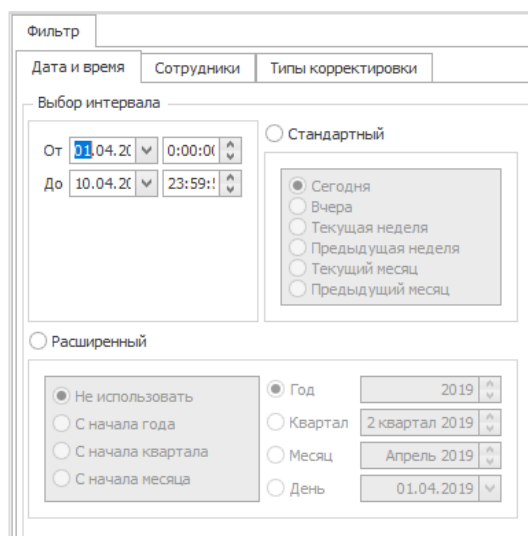 Фильтр
Дата и время Сотрудники Типы корректировки
Выбор интервала
От 01.04.20 0:00:00
До 10.04.20 23:59:5
Стандартный
Сегодня
Вчера
Текущая неделя
Предыдущая неделя
Текущий месяц
Предыдущий месяц
Расширенный
Не использовать
С начала года
С начала квартала
С начала месяца
Год 2019
Квартал 2 квартал 2019
Месяц Апрель 2019
День 01.04.2019